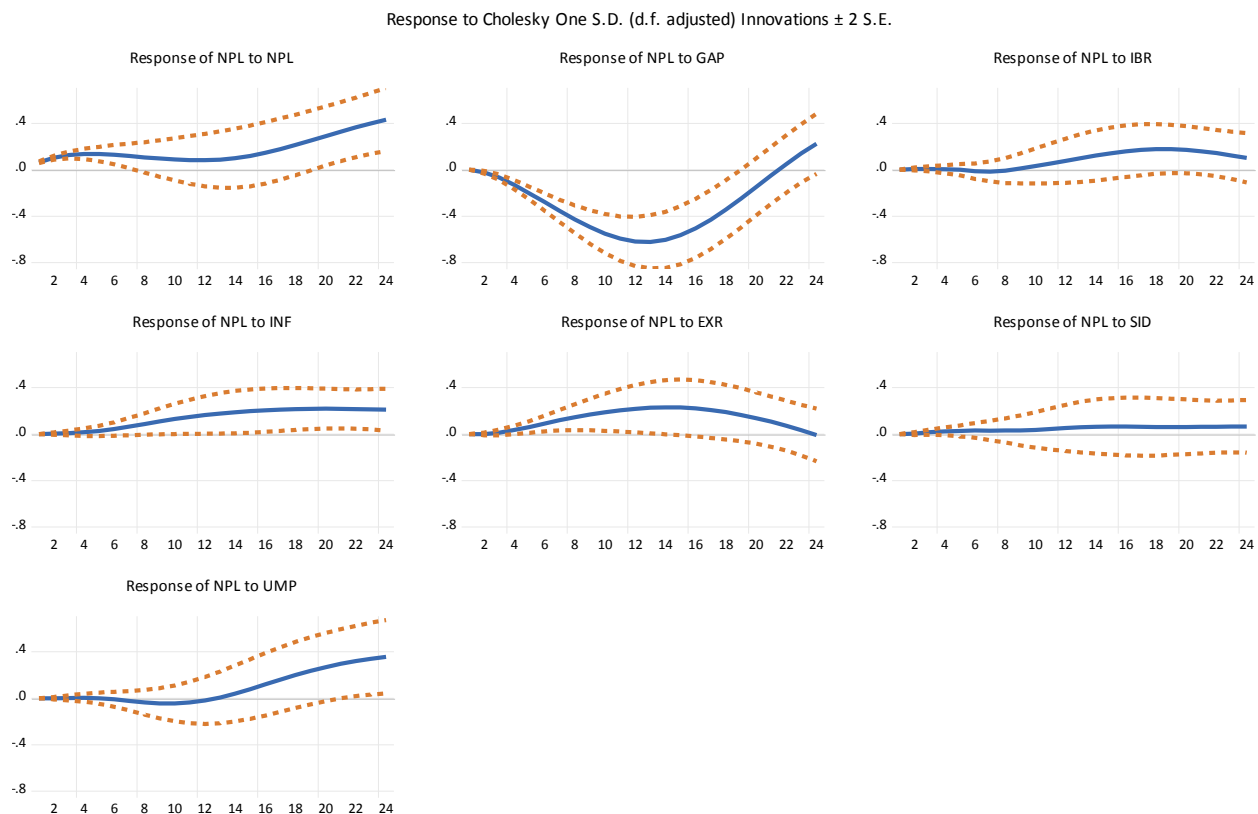 Response to Cholesky One S.D. (d.f. adjusted) Innovations ± 2 S.E.
Response of NPL to NPL
.4
.0
-.4
-.8
2 4 6 8 10 12 14 16 18 20 22 24
Response of NPL to GAP
.4
.0
-.4
-.8
2 4 6 8 10 12 14 16 18 20 22 24
Response of NPL to IBR
.4
.0
-.4
-.8
2 4 6 8 10 12 14 16 18 20 22 24
Response of NPL to INF
.4
.0
-.4
-.8
2 4 6 8 10 12 14 16 18 20 22 24
Response of NPL to EXR
.4
.0
-.4
-.8
2 4 6 8 10 12 14 16 18 20 22 24
Response of NPL to SID
.4
.0
-.4
-.8
2 4 6 8 10 12 14 16 18 20 22 24
Response of NPL to UMP
.4
.0
-.4
-.8
2 4 6 8 10 12 14 16 18 20 22 24